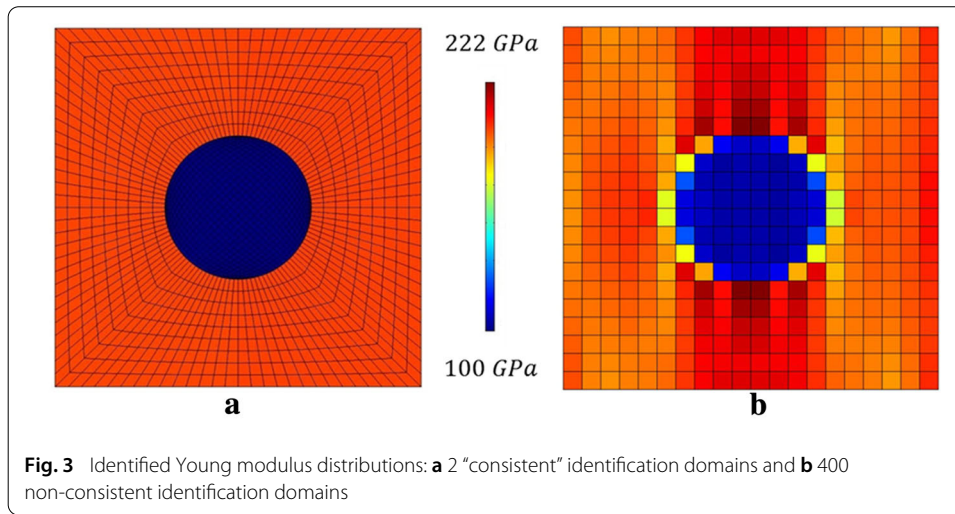 222 GPa
100 GPa
a
b
Fig. 3 Identified Young modulus distributions: a 2 “consistent” identification domains and b 400
non-consistent identification domains